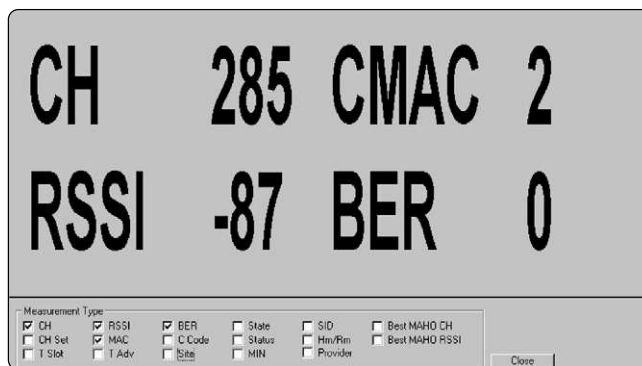 CH 285 CMAC 2
RSSI -87 BER 0
Measurement Type
CH RSSI BER State SID Best MAHO CH
CH Set MAC C Code Status Hm/Rm Best MAHO RSSI
T Slot T Adv Site MIN Provider
Close